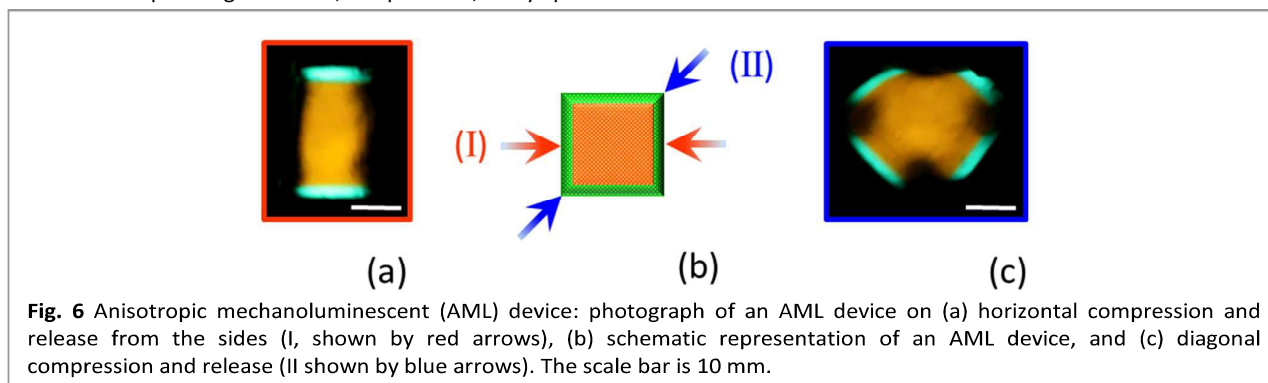 (II)
(I)
(a)
(b)
(c)
Fig. 6 Anisotropic mechanoluminescent (AML) device: photograph of an AML device on (a) horizontal compression and
release from the sides (I, shown by red arrows), (b) schematic representation of an AML device, and (c) diagonal
compression and release (II shown by blue arrows). The scale bar is 10 mm.